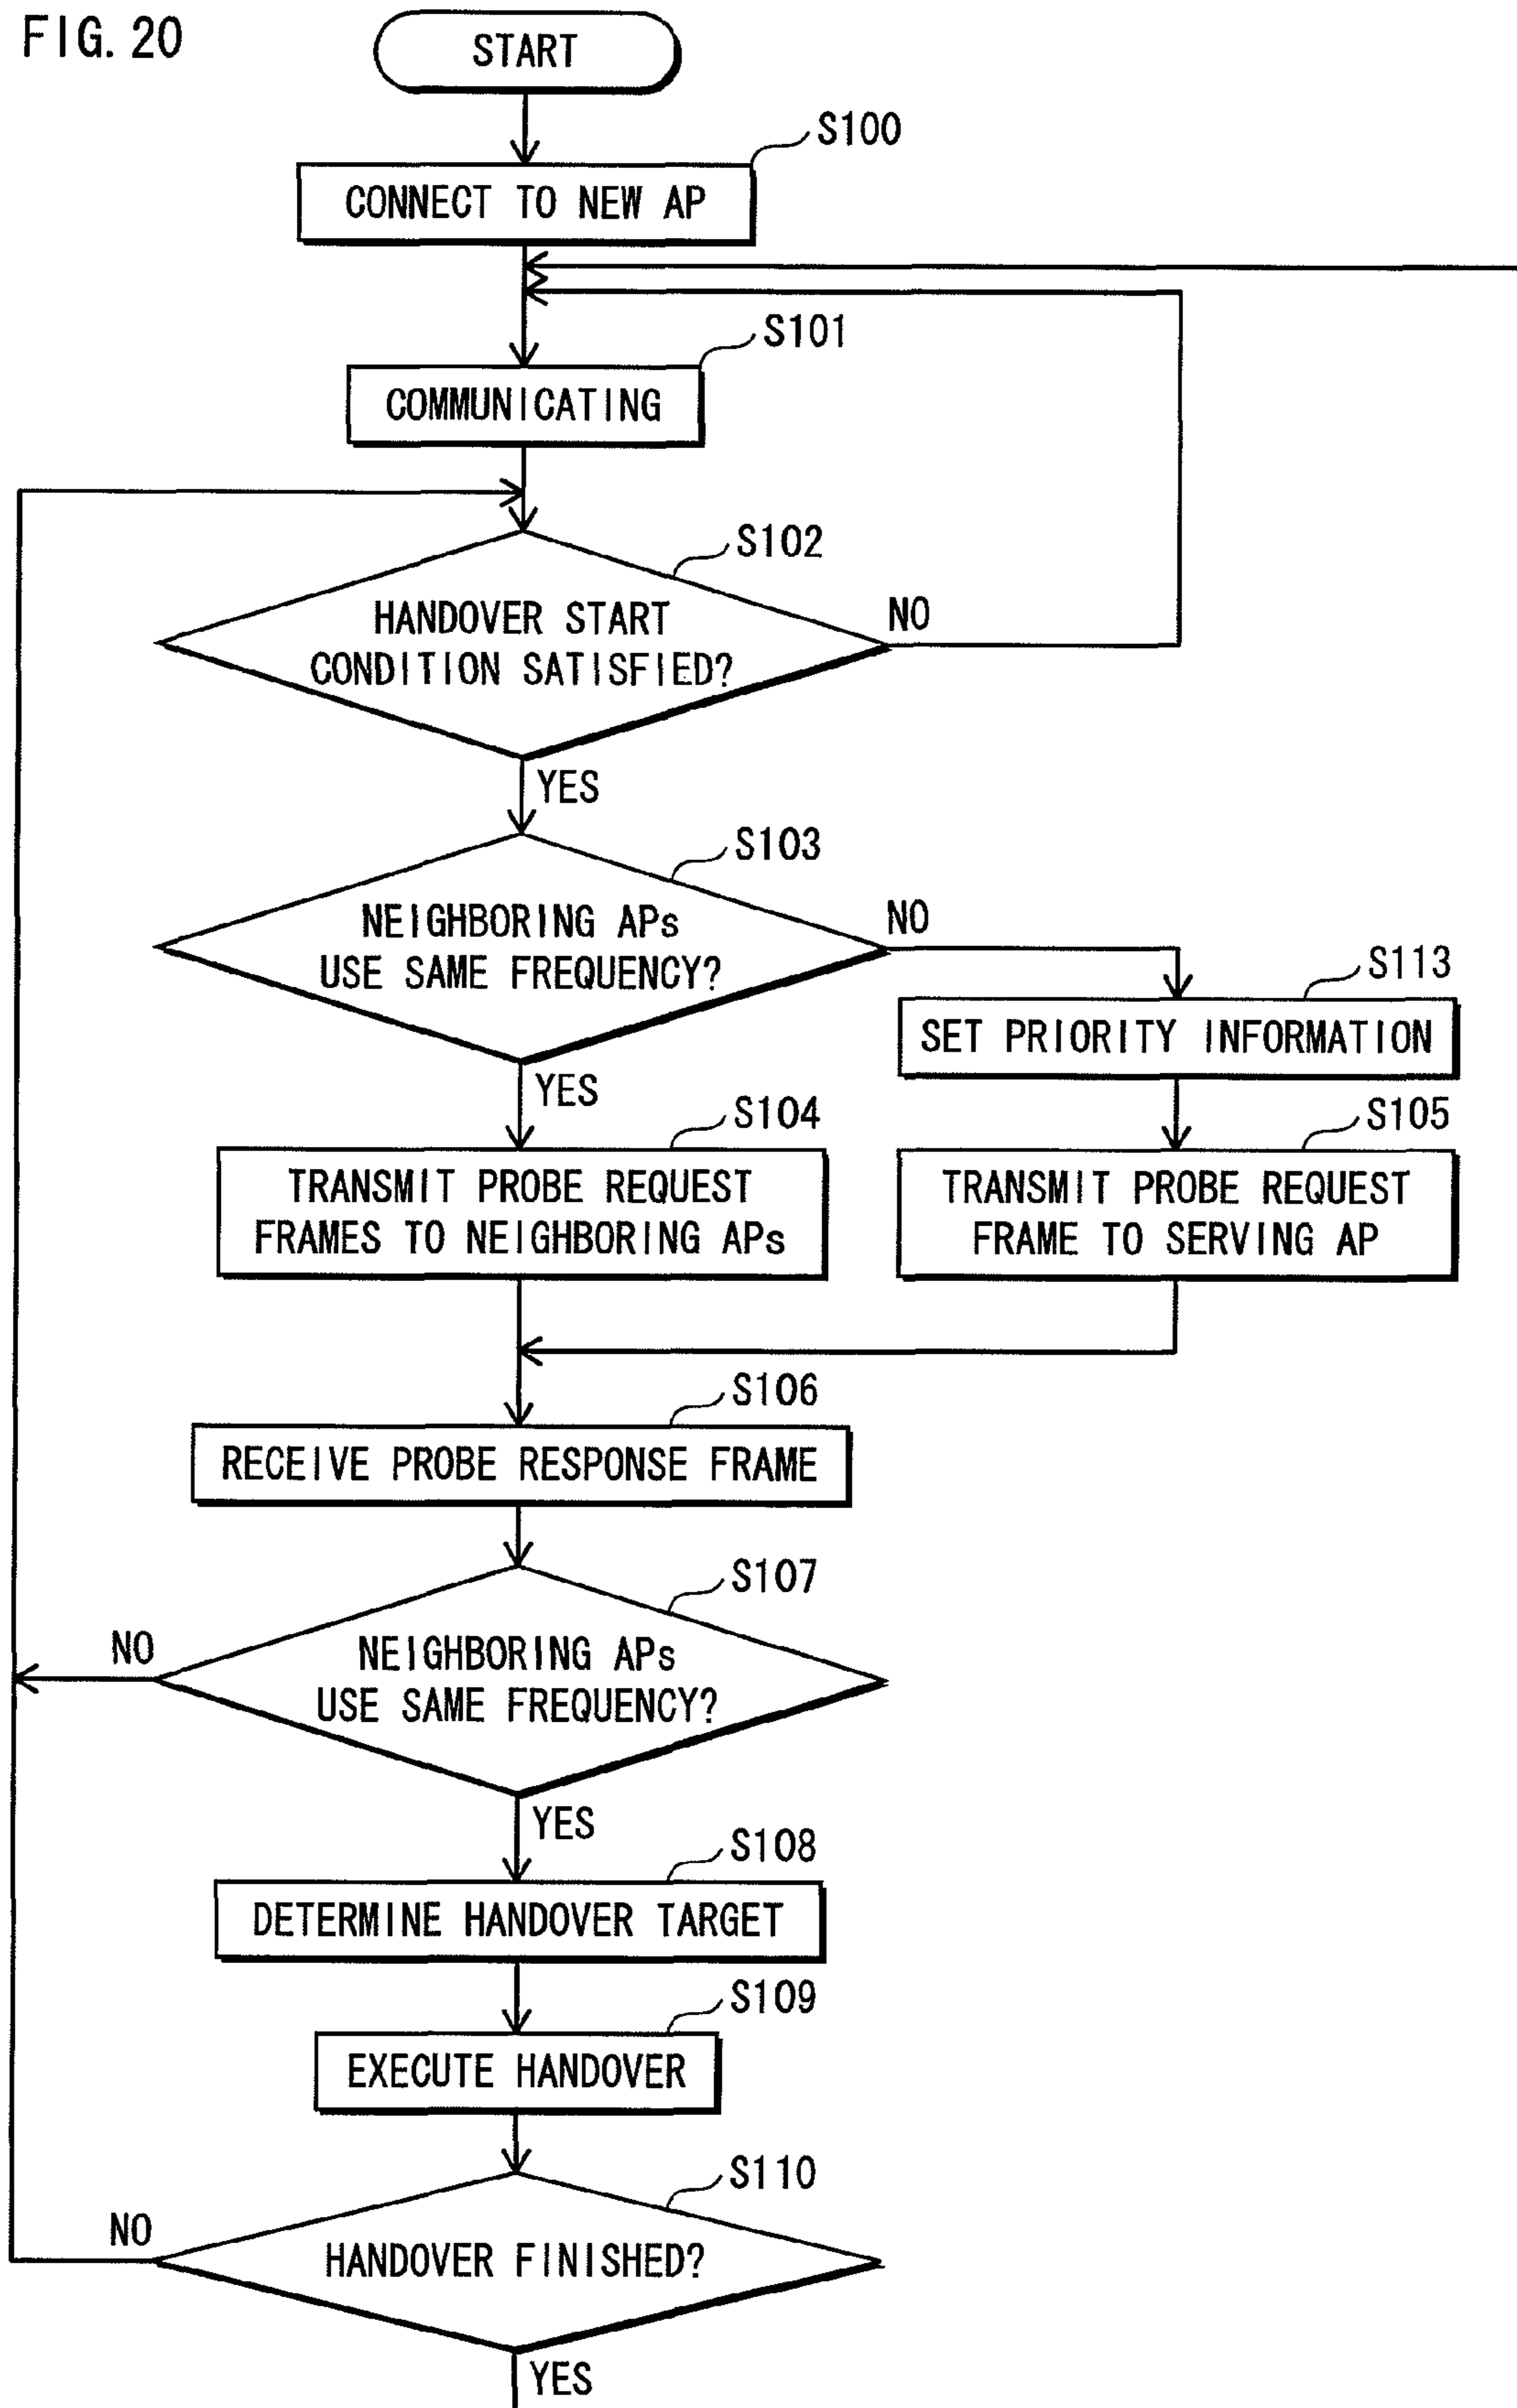 FIG. 20
START
S100
CONNECT TO NEW AP
S101
COMMUNICATING
S102
HANDOVER START
CONDITION SATISFIED?
NO
YES
S103
NEIGHBORING APs
USE SAME FREQUENCY?
NO
S113
SET PRIORITY INFORMATION
YES
S104
TRANSMIT PROBE REQUEST
FRAMES TO NEIGHBORING APs
S105
TRANSMIT PROBE REQUEST
FRAME TO SERVING AP
S106
RECEIVE PROBE RESPONSE FRAME
S107
NEIGHBORING APs
USE SAME FREQUENCY?
NO
YES
S108
DETERMINE HANDOVER TARGET
S109
EXECUTE HANDOVER
S110
HANDOVER FINISHED?
NO
YES